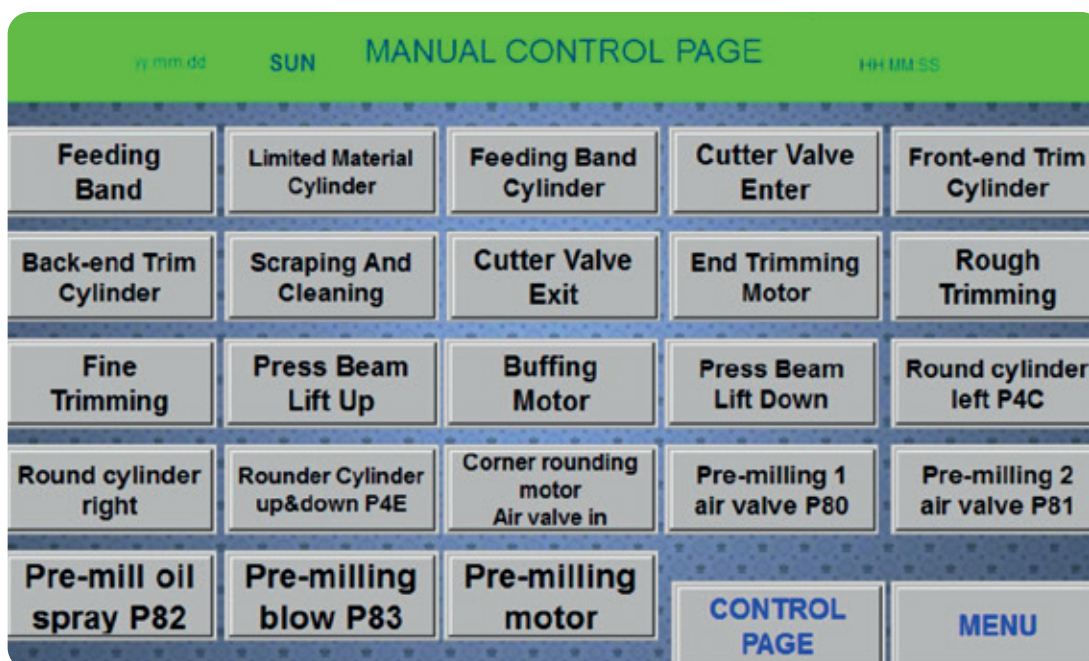 yy.mm.dd SUN MANUAL CONTROL PAGE HH.MM.SS
Feeding
Band
Limited Material
Cylinder
Feeding Band
Cylinder
Cutter Valve
Enter
Front-end Trim
Cylinder
Back-end Trim
Cylinder
Scraping And
Cleaning
Cutter Valve
Exit
End Trimming
Motor
Rough
Trimming
Fine
Trimming
Press Beam
Lift Up
Buffing
Motor
Press Beam
Lift Down
Round cylinder
left P4C
Round cylinder
right
Rounder Cylinder
up&down P4E
Corner rounding
motor
Air valve in
Pre-milling 1
air valve P80
Pre-milling 2
air valve P81
Pre-mill oil
spray P82
Pre-milling
blow P83
Pre-milling
motor
CONTROL
PAGE
MENU